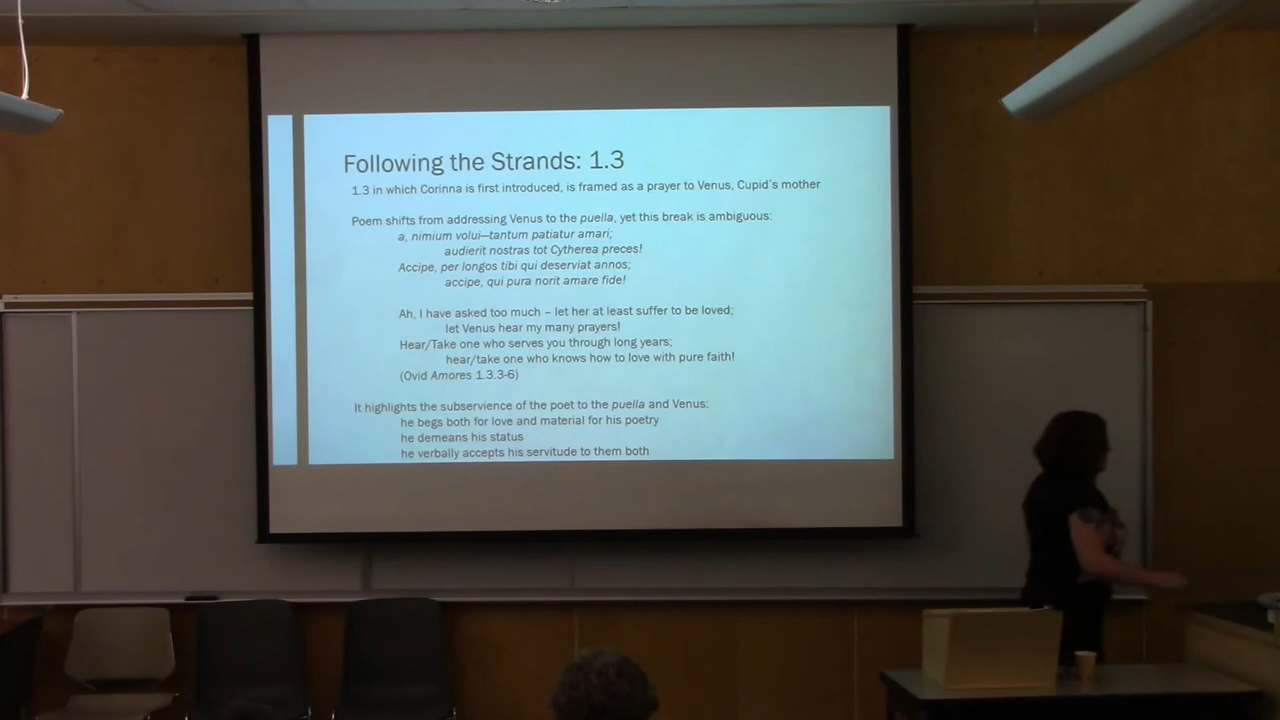 Following the Strands: 1.3
1.3 in which Corinna is first introduced, is framed as a prayer to Venus, Cupid's mother
Poem shifts from addressing Venus to the puella, yet this break is ambiguous:
a, nimium volui—tantum patiatur amari;
audierit nostras tot Cytherea preces!
Accipe, per longos tibi qui deserviat annos;
accipe, qui pura norit amare fide!
Ah, I have asked too much – let her at least suffer to be loved;
let Venus hear my many prayers!
Hear/Take one who serves you through long years;
hear/take one who knows how to love with pure faith!
(Ovid Amores 1.3.3-6)
It highlights the subservience of the poet to the puella and Venus:
he begs both for love and material for his poetry
he demeans his status
he verbally accepts his servitude to them both